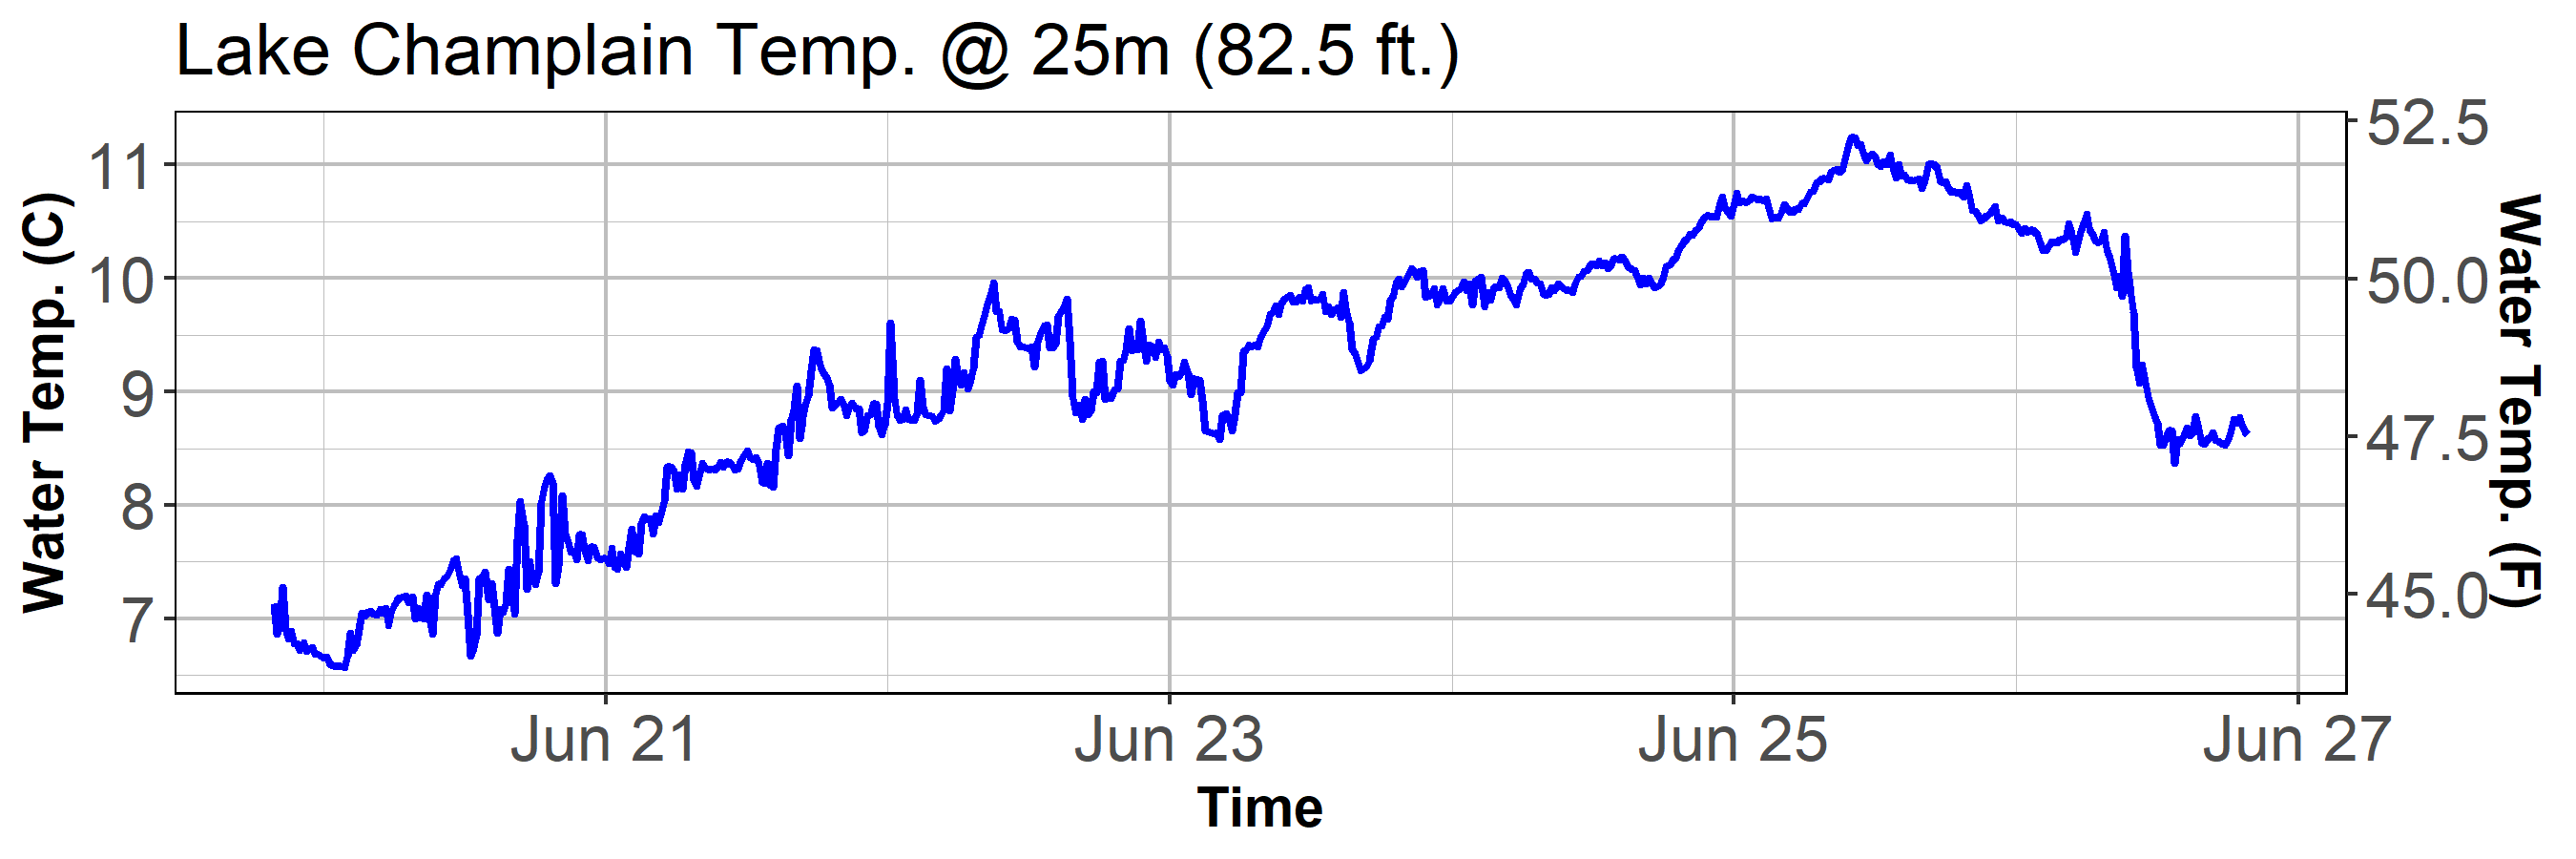 Lake Champlain Temp. @ 25m (82.5 ft.)
Water Temp. (C)
11
10
9
8
7
52.5
50.0
47.5
45.0
Water Temp. (F)
Jun 21 Jun 23 Jun 25 Jun 27
Time